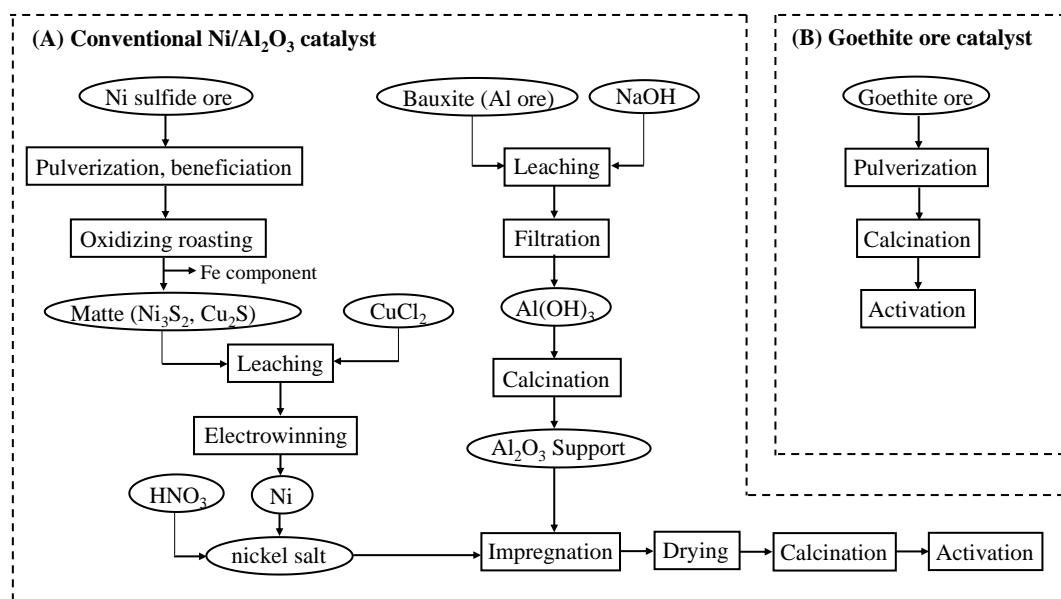 (A) Conventional Ni/Al₂O₃ catalyst
Ni sulfide ore
Pulverization, beneficiation
Oxidizing roasting
Fe component
Matte (Ni₃S₂, Cu₂S)
CuCl₂
Leaching
Electrowinning
HNO₃
Ni
nickel salt
Bauxite (Al ore)
NaOH
Leaching
Filtration
Al(OH)₃
Calcination
Al₂O₃ Support
Impregnation
Drying
Calcination
Activation
(B) Goethite ore catalyst
Goethite ore
Pulverization
Calcination
Activation